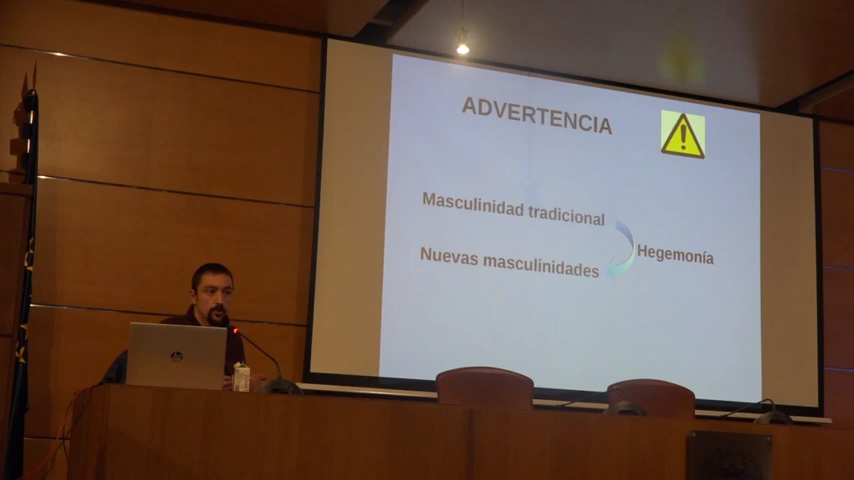 ADVERTENCIA
Masculinidad tradicional
Hegemonía
Nuevas masculinidades